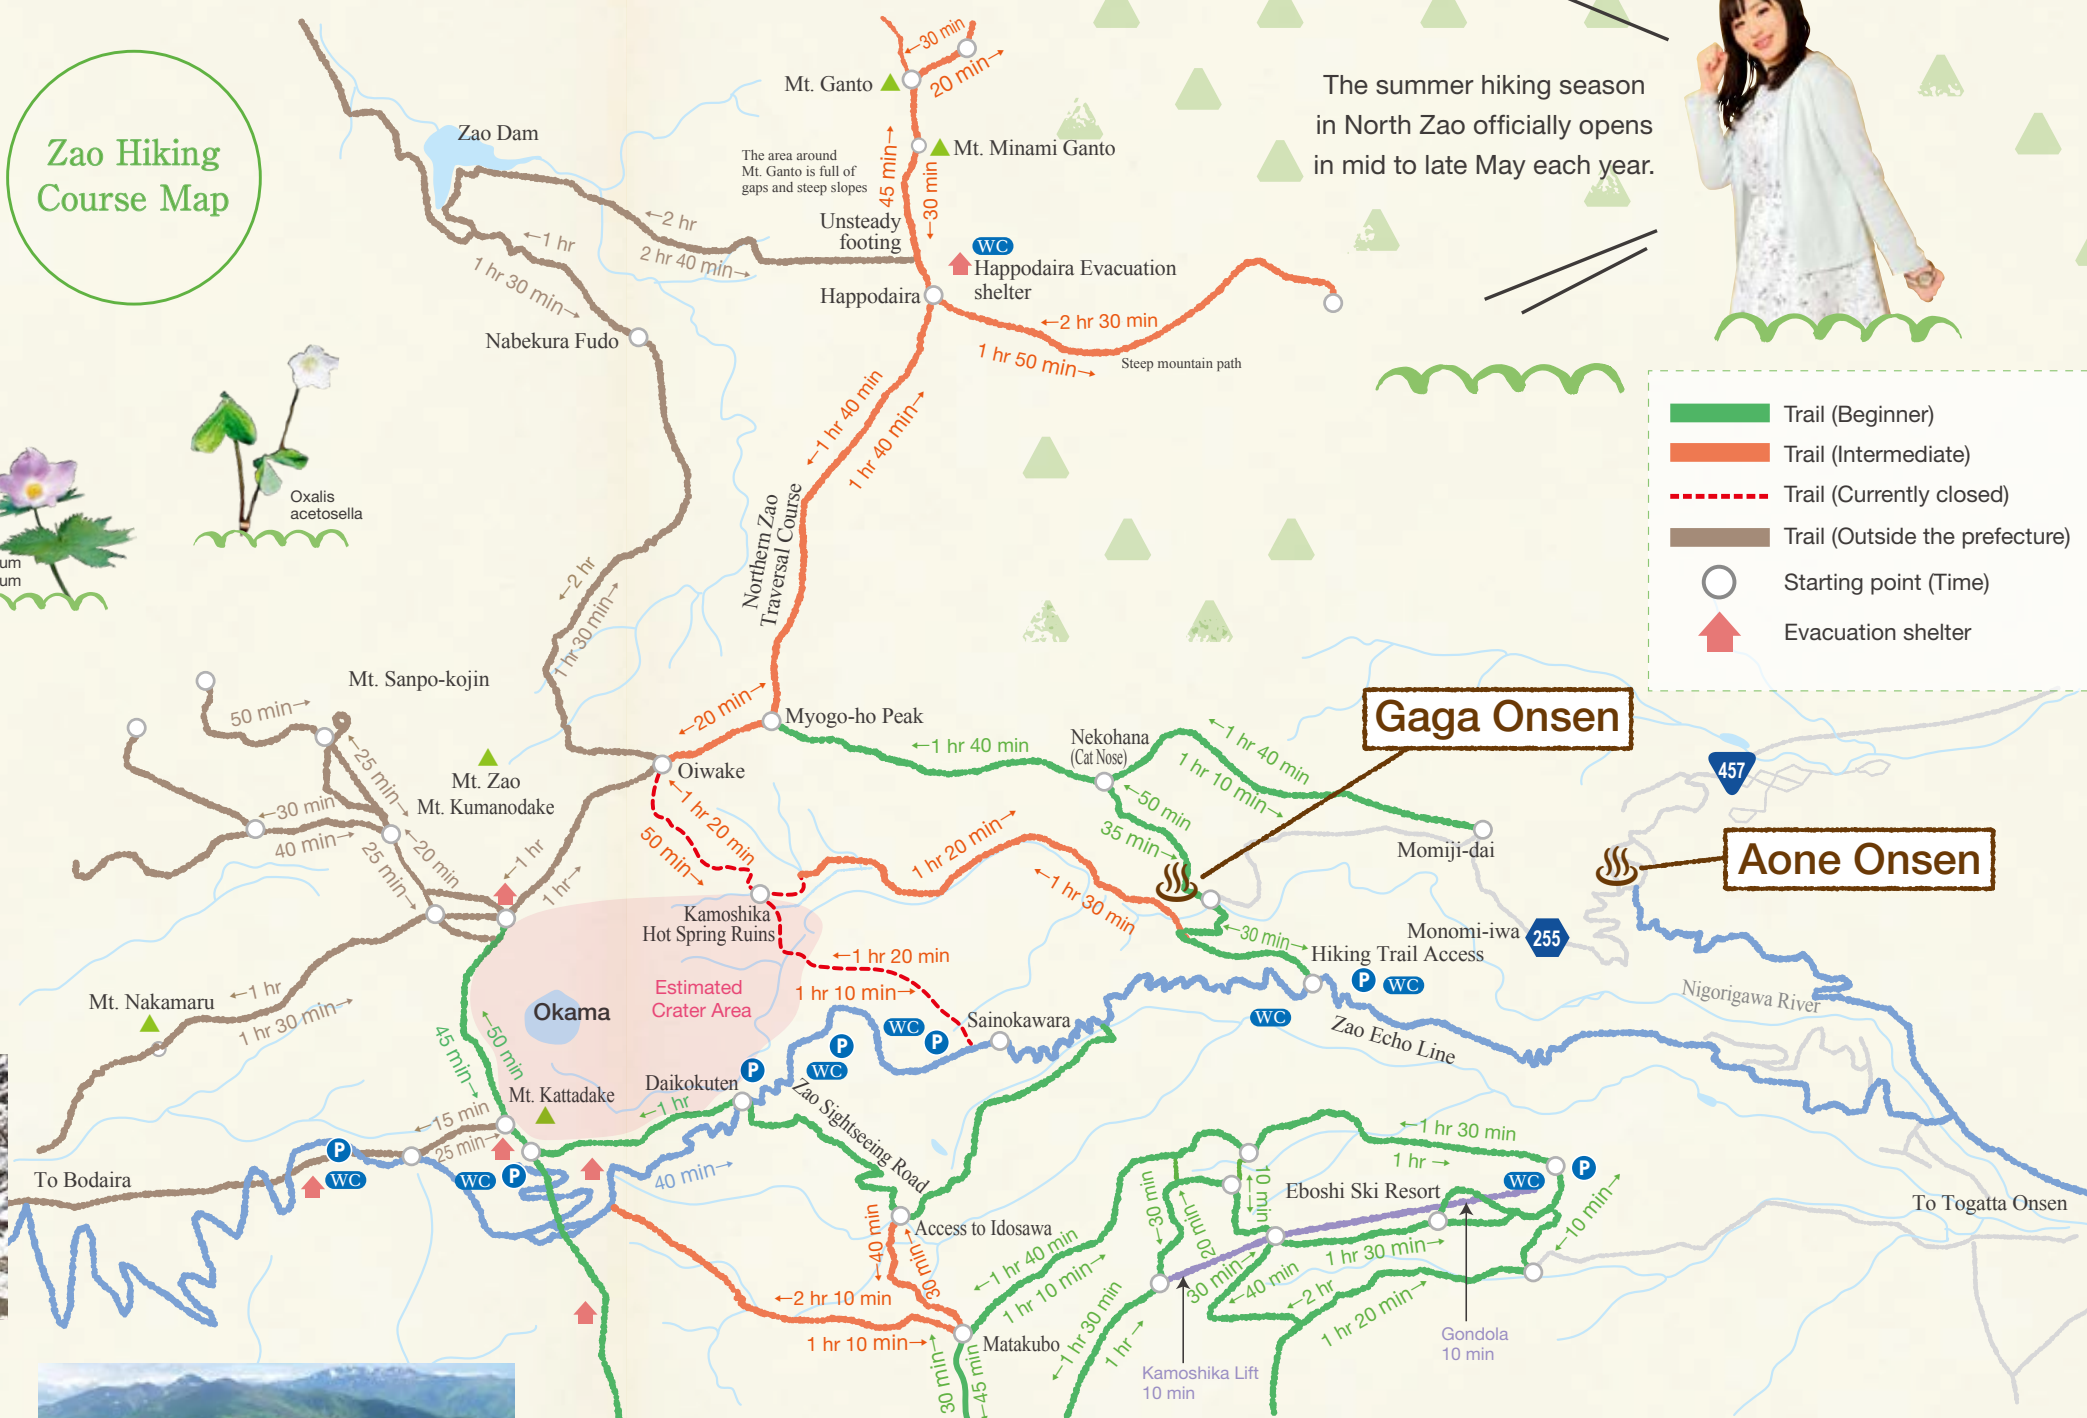 Zao Hiking
Course Map
The summer hiking season
in North Zao officially opens
in mid to late May each year.
Trail (Beginner)
Trail (Intermediate)
Trail (Currently closed)
Trail (Outside the prefecture)
Starting point (Time)
Evacuation shelter
←30 min
20 min→
Mt. Ganto
Mt. Minami Ganto
The area around
Mt. Ganto is full of
gaps and steep slopes
45 min→
←30 min
Unsteady
footing
WC
Happodaira Evacuation
shelter
Happodaira
←2 hr 30 min
1 hr 50 min→
Steep mountain path
Zao Dam
←2 hr
2 hr 40 min→
←1 hr
1 hr 30 min→
Nabekura Fudo
←1 hr 40 min
1 hr 40 min→
Northern Zao
Traversal Course
Oxalis
acetosella
um
um
←2 hr
1 hr 30 min→
Mt. Sanpo-kojin
50 min→
←25 min→
Mt. Zao
Mt. Kumanodake
←30 min
40 min→
25 min→
←20 min
←1 hr
1 hr→
←20 min→
Myogo-ho Peak
Oiwake
←1 hr 40 min
Nekohana
(Cat Nose)
←1 hr 40 min
1 hr 10 min→
←50 min
35 min→
Gaga Onsen
457
Momiji-dai
Aone Onsen
←1 hr 20 min
50 min→
1 hr 20 min→
←1 hr 30 min
Kamoshika
Hot Spring Ruins
←30 min→
Monomi-iwa
255
Hiking Trail Access
P
WC
WC
←1 hr 20 min
1 hr 10 min→
Estimated
Crater Area
Okama
Mt. Nakamaru
←1 hr
1 hr 30 min→
45 min→
←50 min
Sainokawara
WC
P
P
WC
Zao Echo Line
Nigorigawa River
Mt. Kattadake
Daikokuten
P
←1 hr
Zao Sightseeing Road
←15 min
25 min→
P
WC
WC
P
To Bodaira
40 min→
Access to Idosawa
←40 min
30 min→
←2 hr 10 min
1 hr 10 min→
Matakubo
30 min→
←45 min
←1 hr 40 min
1 hr 10 min→
←1 hr 30 min
1 hr→
←30 min
20 min→
←10 min→
←1 hr 30 min
1 hr→
WC
P
Eboshi Ski Resort
1 hr 30 min→
←10 min→
30 min→
←40 min
←2 hr
1 hr 20 min→
Kamoshika Lift
10 min
Gondola
10 min
To Togatta Onsen